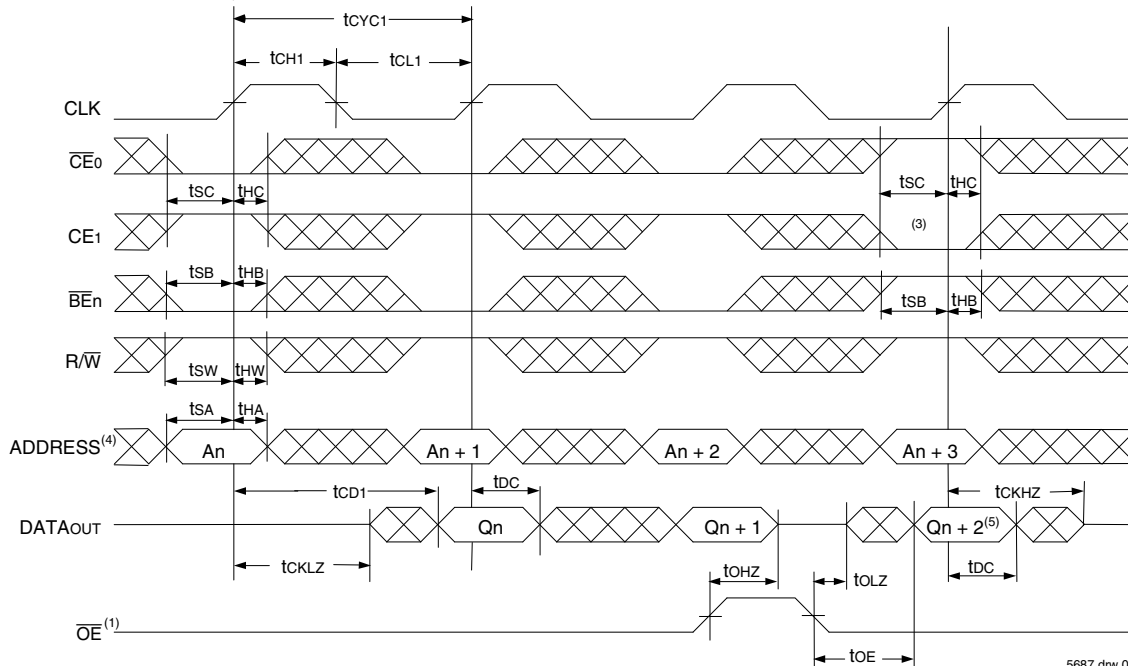 tCYC1
tCH1 tCL1
CLK
CE0
tSC tHC tSC tHC
CE1 (3)
tSB tHB
BEn tSB tHB
R/W
tSW tHW
tSA tHA
ADDRESS(4) An An + 1 An + 2 An + 3
tCD1 tDC tCKHZ
DATAOUT Qn Qn + 1 Qn + 2(5)
tCKLZ tOHZ tOLZ tDC
OE (1)
tOE